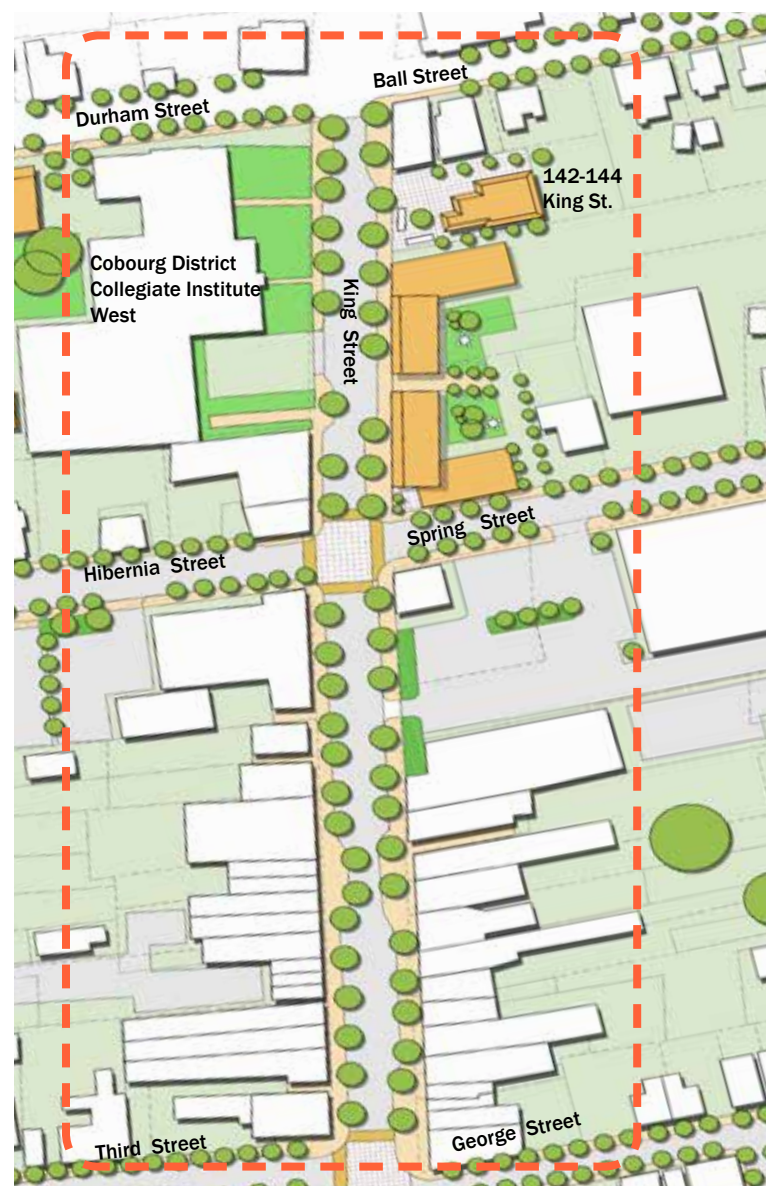 Ball Street
Durham Street
142-144
King St.
Cobourg District
Collegiate Institute
West
King Street
Spring Street
Hibernia Street
George Street
Third Street